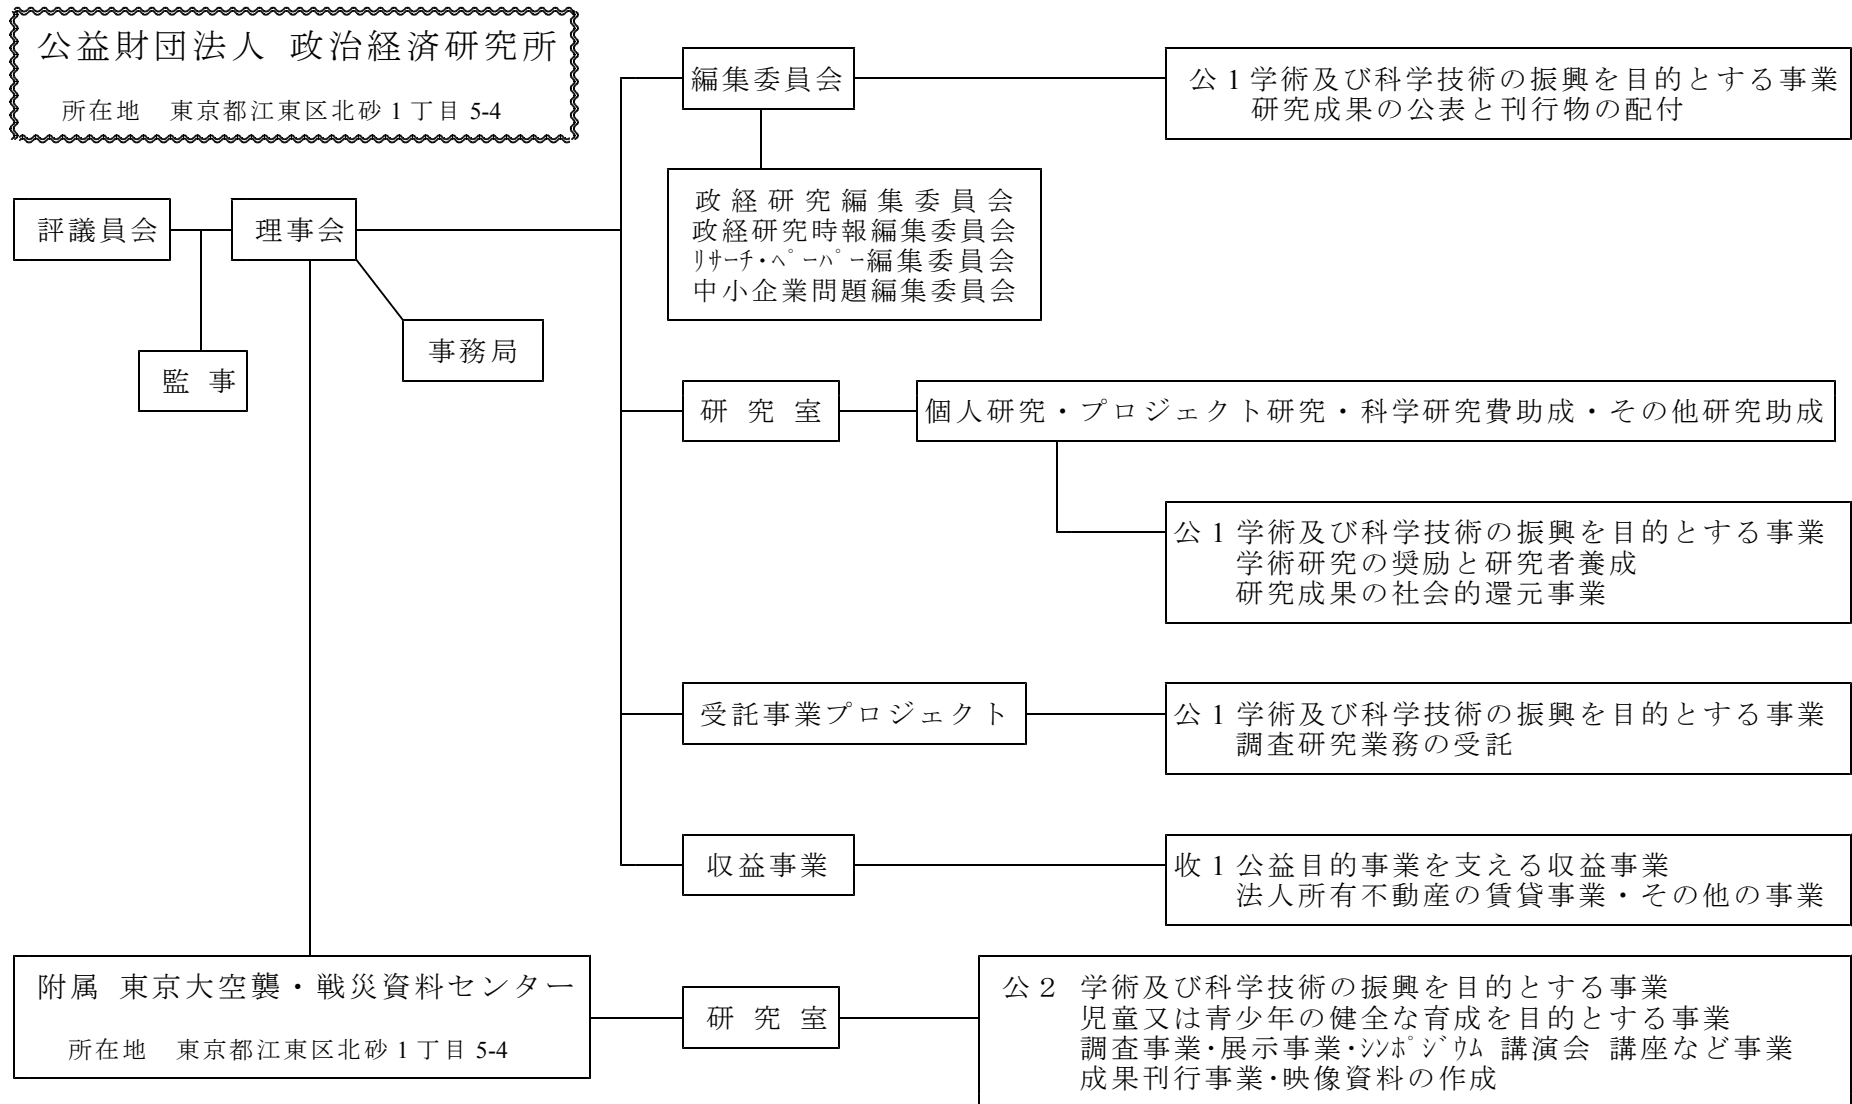 公益財団法人 政治経済研究所
所在地 東京都江東区北砂1丁目5-4
編集委員会
公1学術及び科学技術の振興を目的とする事業
研究成果の公表と刊行物の配付
政経研究編集委員会
政経研究時報編集委員会
ﾘｻｰﾁ・ﾍﾟｰﾊﾟｰ編集委員会
中小企業問題編集委員会
評議員会
理事会
事務局
監事
研究室
個人研究・プロジェクト研究・科学研究費助成・その他研究助成
公1学術及び科学技術の振興を目的とする事業
学術研究の奨励と研究者養成
研究成果の社会的還元事業
受託事業プロジェクト
公1学術及び科学技術の振興を目的とする事業
調査研究業務の受託
収益事業
收1公益目的事業を支える収益事業
法人所有不動産の賃貸事業・その他の事業
附属 東京大空襲・戦災資料センター
所在地 東京都江東区北砂1丁目5-4
研究室
公2 学術及び科学技術の振興を目的とする事業
児童又は青少年の健全な育成を目的とする事業
調査事業･展示事業･ｼﾝﾎﾟｼﾞｳﾑ 講演会 講座など事業
成果刊行事業･映像資料の作成